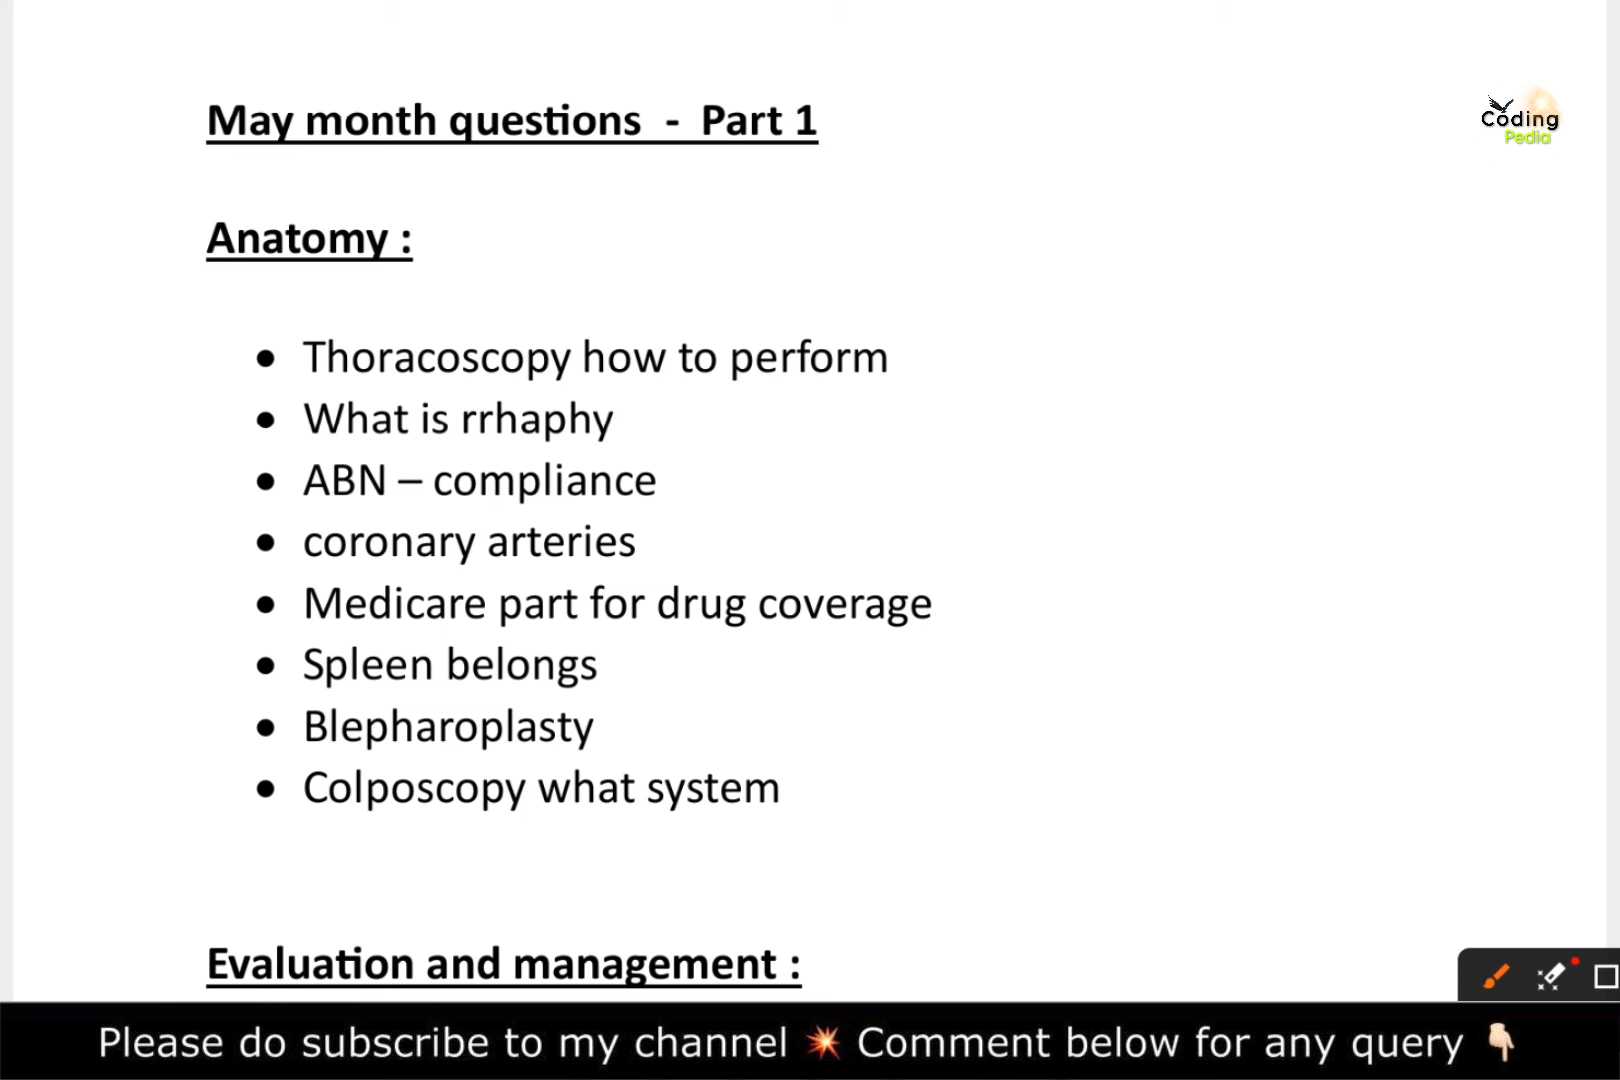 May month questions - Part 1
Coding
Pedia
Anatomy :
• Thoracoscopy how to perform
• What is rrhaphy
• ABN – compliance
• coronary arteries
• Medicare part for drug coverage
• Spleen belongs
• Blepharoplasty
• Colposcopy what system
Evaluation and management :
Please do subscribe to my channel 💥 Comment below for any query 👇🏻